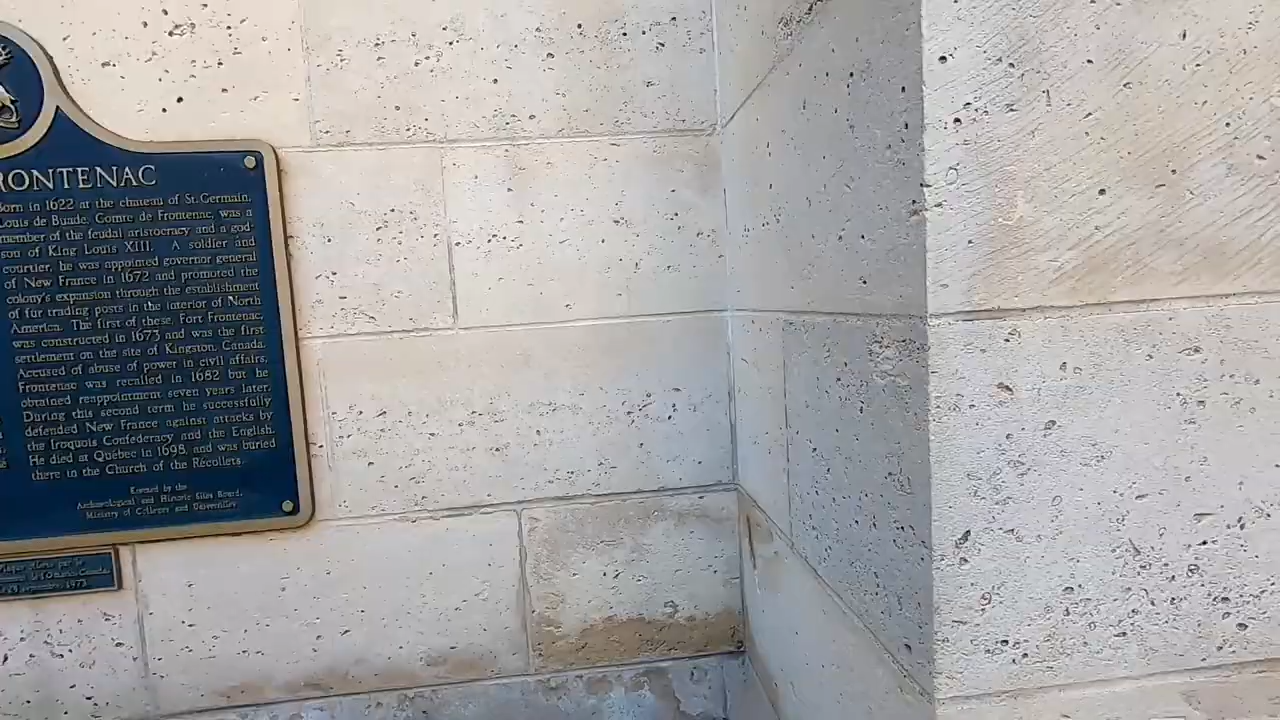 RONTENAC
Born in 1622 at the chateau of St. Germain,
Louis de Buade, Comte de Frontenac, was a
member of the feudal aristocracy and a god-
son of King Louis XIII. A soldier and
courtier, he was appointed governor general
of New France in 1672 and promoted the
colony's expansion through the establishment
of fur trading posts in the interior of North
America. The first of these, Fort Frontenac,
was constructed in 1673 and was the first
settlement on the site of Kingston, Canada.
Accused of abuse of power in civil affairs,
Frontenac was recalled in 1682 but he
obtained reappointment seven years later.
During this second term he successfully
defended New France against attacks by
the Iroquois Confederacy and the English.
He died at Québec in 1698, and was buried
there in the Church of the Récollets.
Erected by the
Archaeological and Historic Sites Board,
Ministry of Colleges and Universities
1973